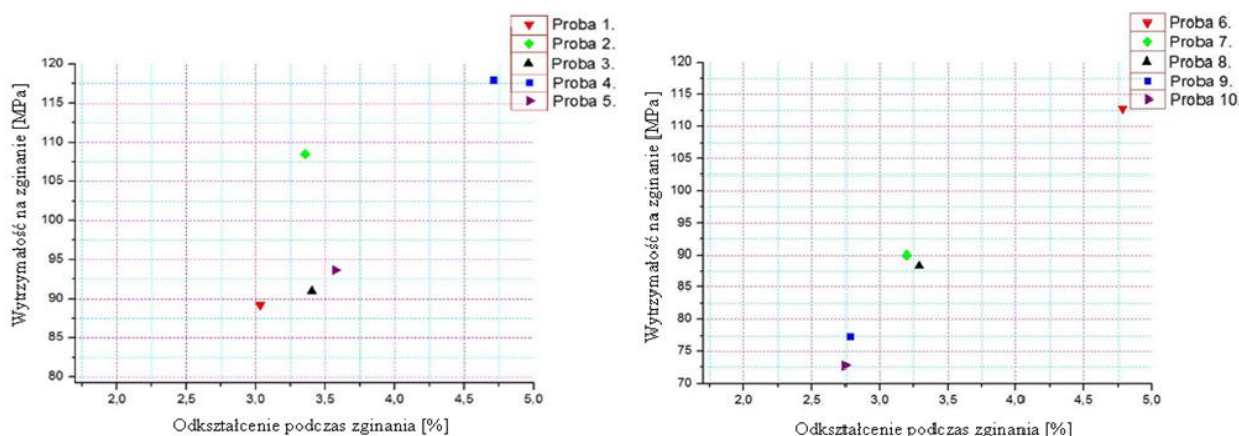 Proba 1.
Proba 2.
Proba 3.
Proba 4.
Proba 5.
Wytrzymałość na zginanie [MPa]
120
115
110
105
100
95
90
85
80
2,0
2,5
3,0
3,5
4,0
4,5
5,0
Odkształcenie podczas zginania [%]
Proba 6.
Proba 7.
Proba 8.
Proba 9.
Proba 10.
Wytrzymałość na zginanie [MPa]
120
115
110
105
100
95
90
85
80
75
70
2,0
2,5
3,0
3,5
4,0
4,5
5,0
Odkształcenie podczas zginania [%]